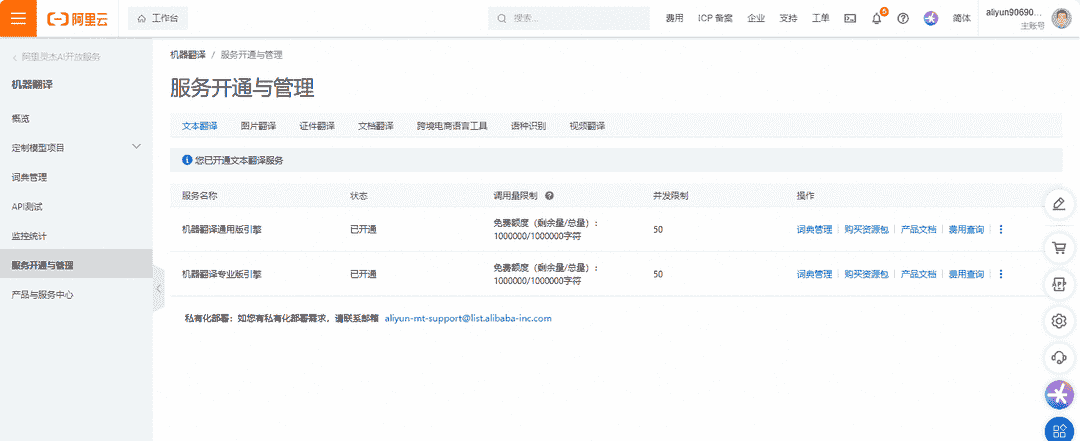 阿里云
工作台
搜索...
费用
ICP 备案
企业
支持
工单
5
简体
aliyun90690...
主账号
阿里灵杰AI开放服务
机器翻译
概览
定制模型项目
词典管理
API测试
监控统计
服务开通与管理
产品与服务中心
机器翻译 / 服务开通与管理
服务开通与管理
文本翻译 图片翻译 证件翻译 文档翻译 跨境电商语言工具 语种识别 视频翻译
您已开通文本翻译服务
服务名称 状态 调用量限制 并发限制 操作
机器翻译通用版引擎 已开通 免费额度（剩余量/总量）： 50 词典管理 购买资源包 产品文档 费用查询
1000000/1000000字符
机器翻译专业版引擎 已开通 免费额度（剩余量/总量）： 50 词典管理 购买资源包 产品文档 费用查询
1000000/1000000字符
私有化部署：如您有私有化部署需求，请联系邮箱 aliyun-mt-support@list.alibaba-inc.com